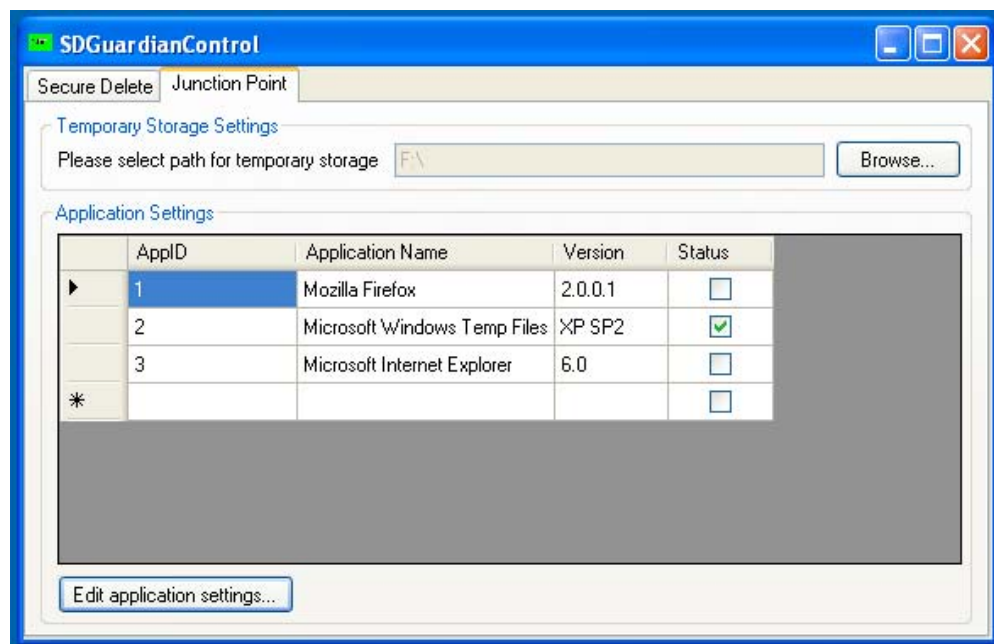 SDGuardianControl
Secure Delete Junction Point
Temporary Storage Settings
Please select path for temporary storage F:\ Browse...
Application Settings
AppID Application Name Version Status
1 Mozilla Firefox 2.0.0.1
2 Microsoft Windows Temp Files XP SP2
3 Microsoft Internet Explorer 6.0
Edit application settings...